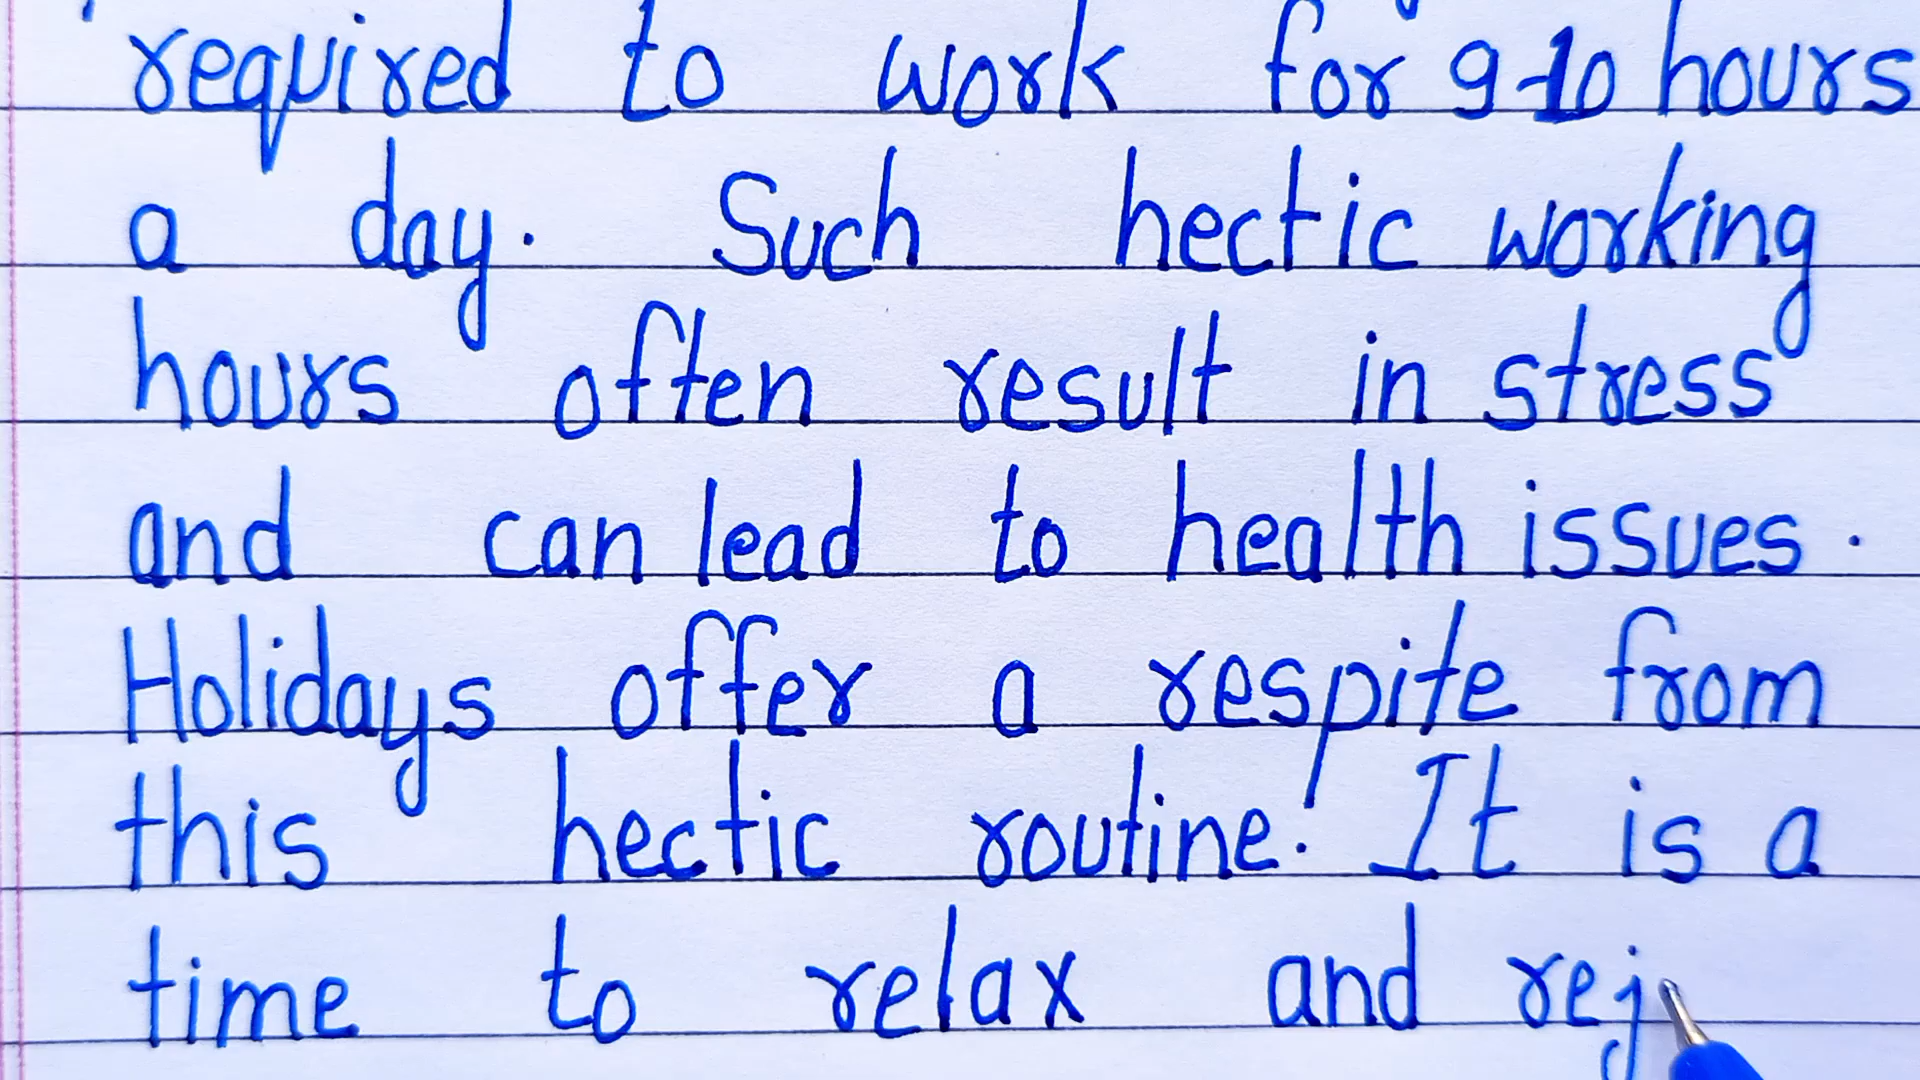 required to work for 9-10 hours
a day. Such hectic working
hours often result in stress
and can lead to health issues.
Holidays offer a respite from
this hectic routine. It is a
time to relax and rej